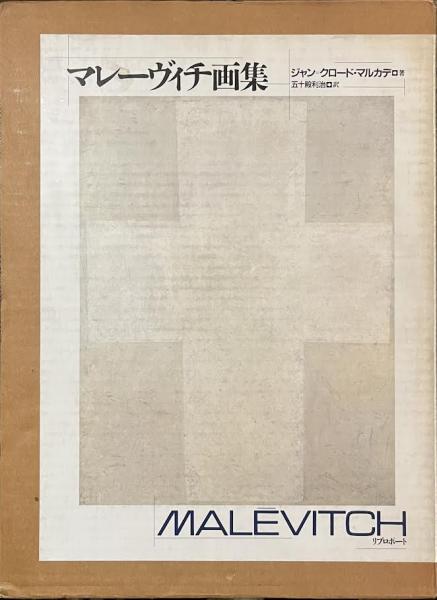 マレーヴィチ画集
ジャン=クロード・マルカデ■著
五十殿利治■訳
MALĒVITCH
リブロポート